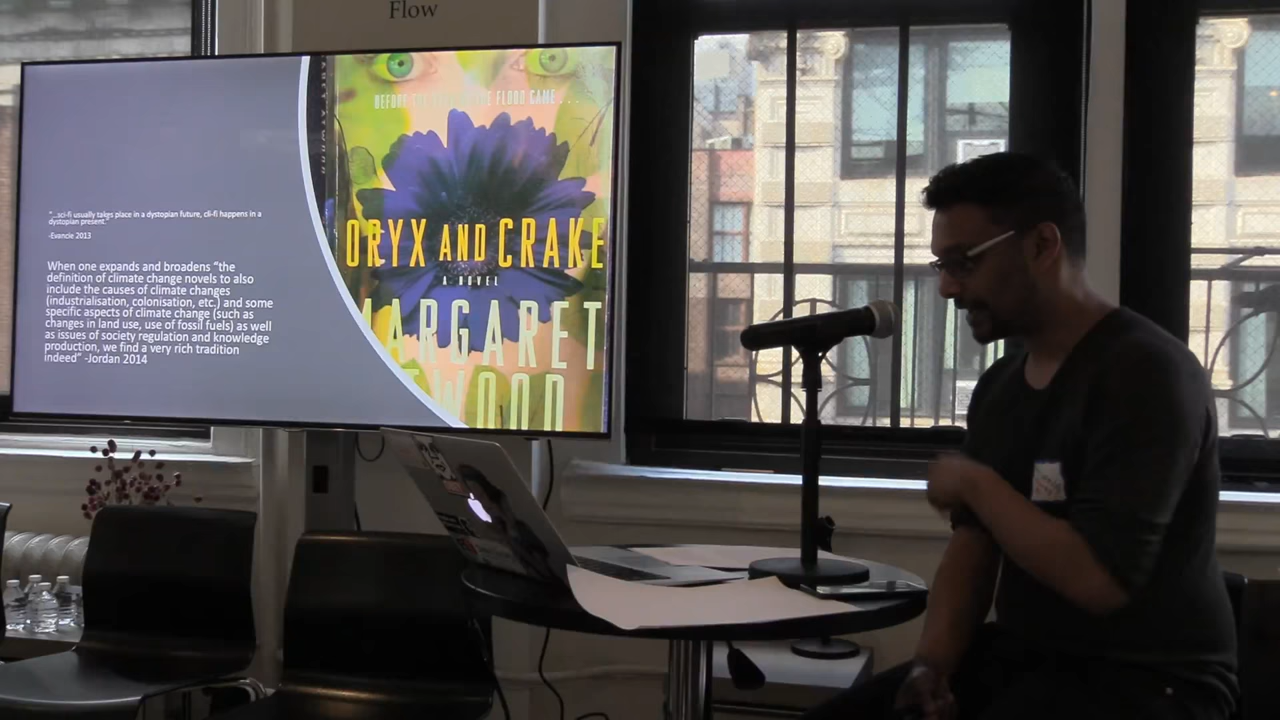 Flow
"...sci-fi usually takes place in a dystopian future, cli-fi happens in a
dystopian present."
-Evancie 2013
When one expands and broadens "the
definition of climate change novels to also
include the causes of climate changes
(industrialisation, colonisation, etc.) and some
specific aspects of climate change (such as
changes in land use, use of fossil fuels) as well
as issues of society regulation and knowledge
production, we find a very rich tradition
indeed" -Jordan 2014
BEFORE THE THE FLOOD CAME . . .
ORYX AND CRAKE
A NOVEL
MARGARET
TWOOD